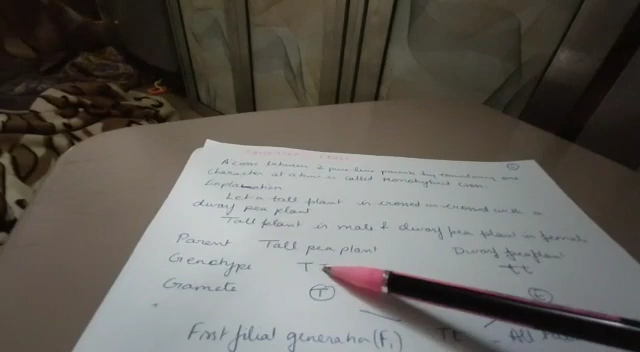 A cross between 2 pure line parents by considering one
character at a time is called Monohybrid cross.
Explanation
Let a tall plant is crossed with a
dwarf pea plant
Tall plant is male & dwarf pea plant is female
Parent Tall pea plant Dwarf pea plant
Genotype TT tt
Gamete T t
First filial generation (F1) Tt - All